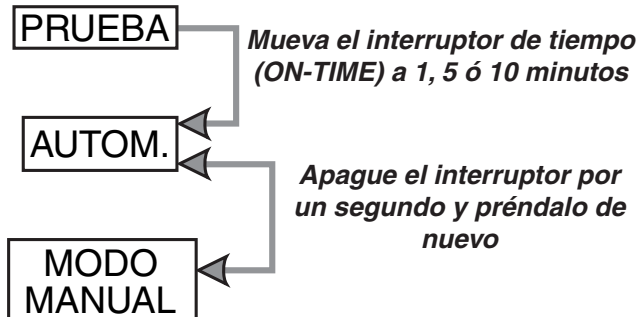 PRUEBA
Mueva el interruptor de tiempo
(ON-TIME) a 1, 5 ó 10 minutos
AUTOM.
Apague el interruptor por
un segundo y préndalo de
nuevo
MODO
MANUAL